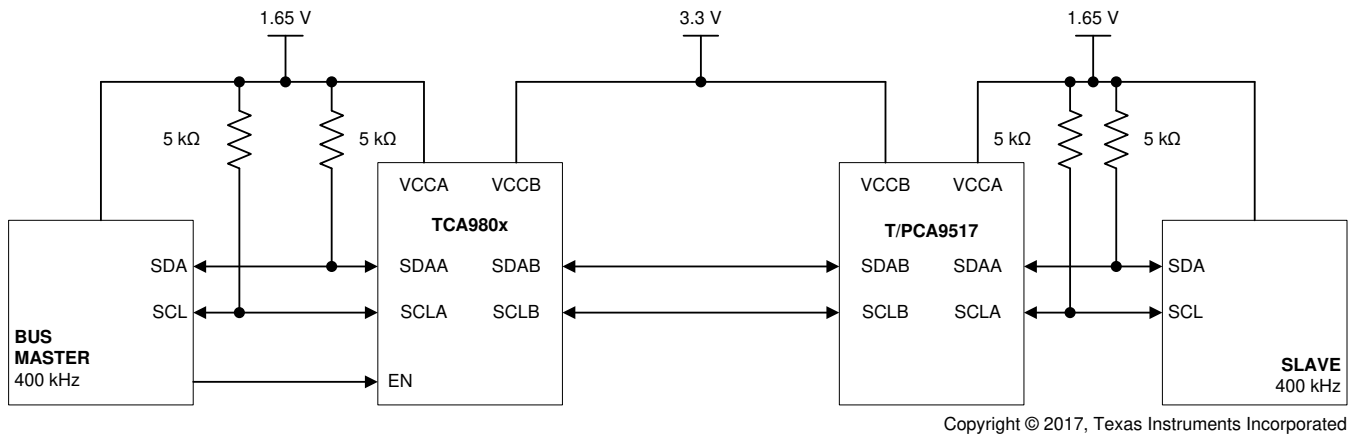 1.65 V
3.3 V
1.65 V
5 kΩ
5 kΩ
5 kΩ
5 kΩ
VCCA VCCB
VCCB VCCA
TCA980x
T/PCA9517
SDA
SDAA SDAB
SDAB SDAA
SDA
SCL
SCLA SCLB
SCLB SCLA
SCL
BUS
MASTER
400 kHz
EN
SLAVE
400 kHz
Copyright © 2017, Texas Instruments Incorporated